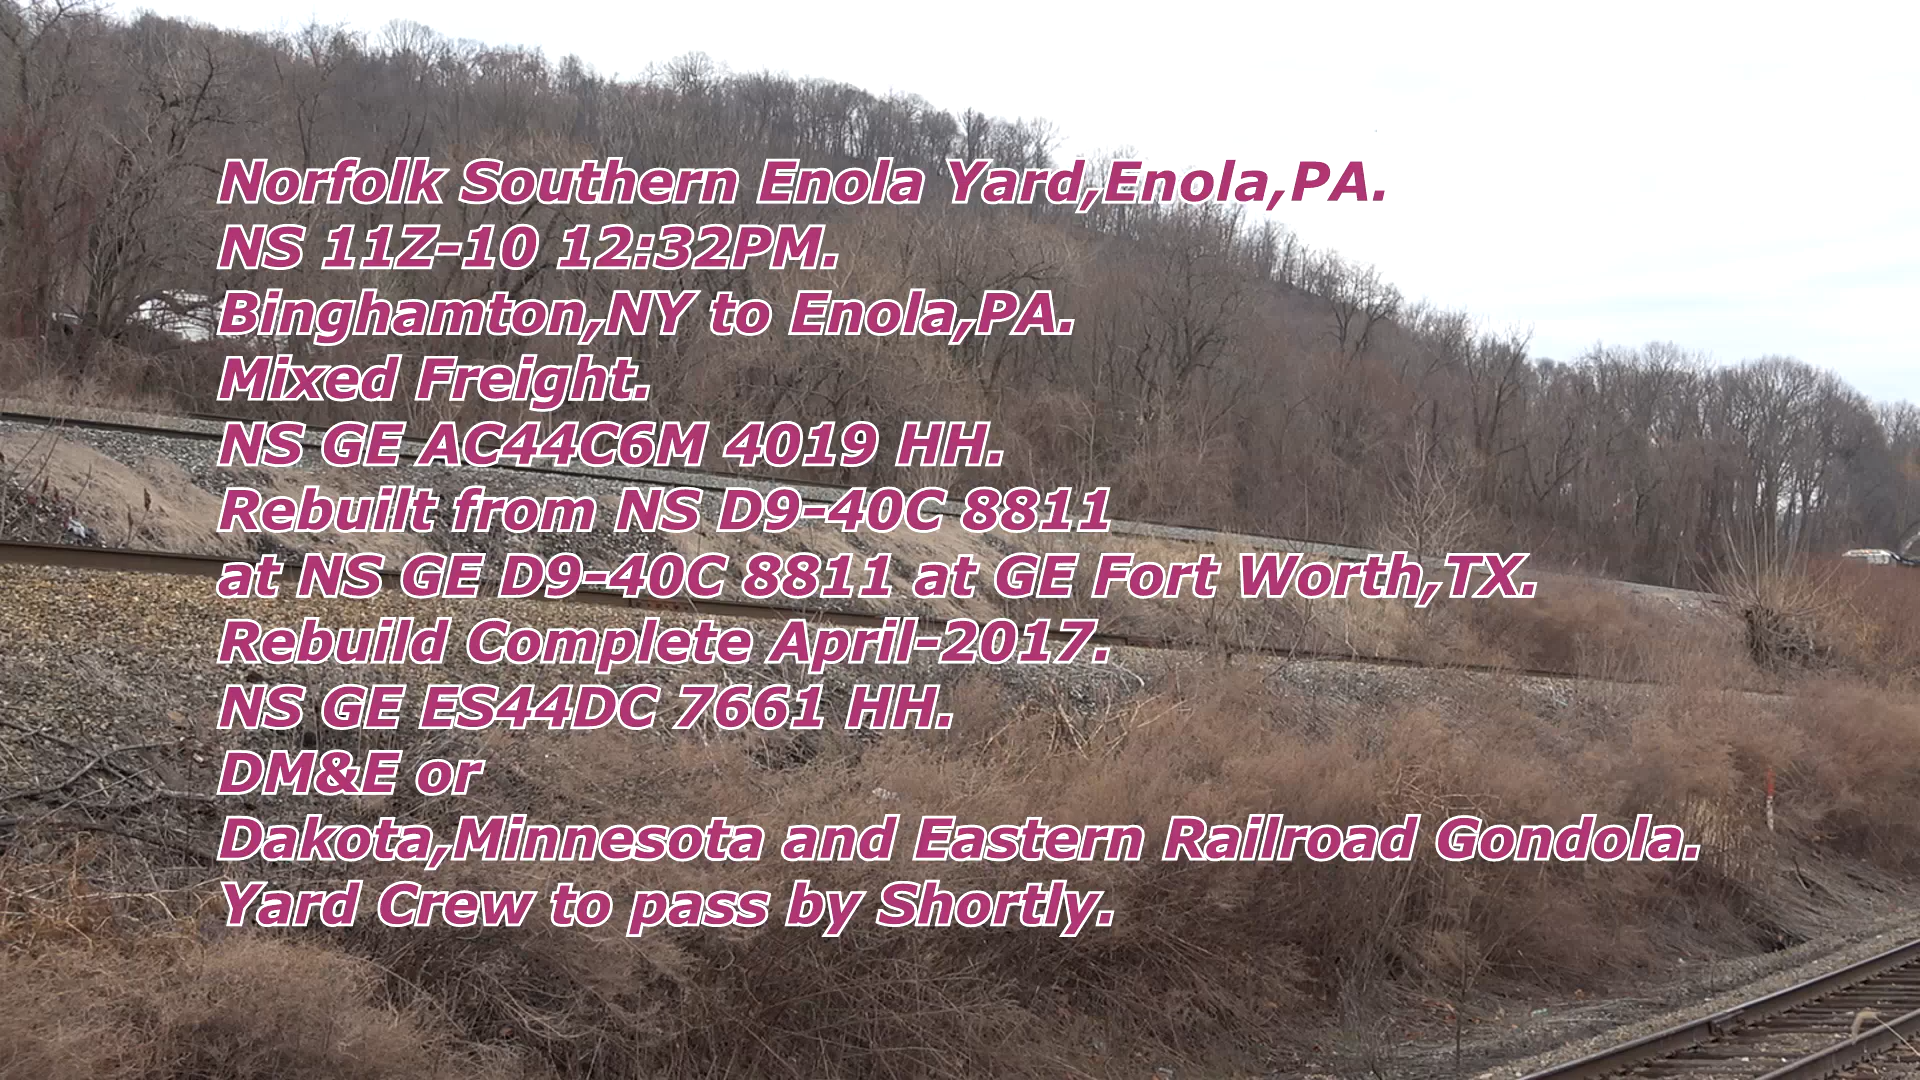 Norfolk Southern Enola Yard,Enola,PA.
NS 11Z-10 12:32PM.
Binghamton,NY to Enola,PA.
Mixed Freight.
NS GE AC44C6M 4019 HH.
Rebuilt from NS D9-40C 8811
at NS GE D9-40C 8811 at GE Fort Worth,TX.
Rebuild Complete April-2017.
NS GE ES44DC 7661 HH.
DM&E or
Dakota,Minnesota and Eastern Railroad Gondola.
Yard Crew to pass by Shortly.